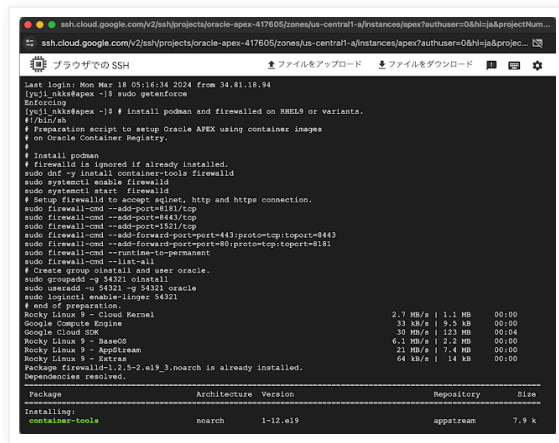 ssh.cloud.google.com/v2/ssh/projects/oracle-apex-417605/zones/us-central1-a/instances/apex?authuser=0&hl=ja&projectNum...
ssh.cloud.google.com/v2/ssh/projects/oracle-apex-417605/zones/us-central1-a/instances/apex?authuser=0&hl=ja&projec...
ブラウザでの SSH
ファイルをアップロード
ファイルをダウンロード
Last login: Mon Mar 18 05:16:34 2024 from 34.81.18.94
[yuji_nkks@apex ~]$ sudo getenforce
Enforcing
[yuji_nkks@apex ~]$ # install podman and firewalled on RHEL9 or variants.
#!/bin/sh
# Preparation script to setup Oracle APEX using container images
# on Oracle Container Registry.
#
# Install podman
# firewalld is ignored if already installed.
sudo dnf -y install container-tools firewalld
sudo systemctl enable firewalld
sudo systemctl start  firewalld
# Setup firewalld to accept sqlnet, http and https connection.
sudo firewall-cmd --add-port=8181/tcp
sudo firewall-cmd --add-port=8443/tcp
sudo firewall-cmd --add-port=1521/tcp
sudo firewall-cmd --add-forward-port=port=443:proto=tcp:toport=8443
sudo firewall-cmd --add-forward-port=port=80:proto=tcp:toport=8181
sudo firewall-cmd --runtime-to-permanent
sudo firewall-cmd --list-all
# Create group oinstall and user oracle.
sudo groupadd -g 54321 oinstall
sudo useradd -u 54321 -g 54321 oracle
sudo loginctl enable-linger 54321
# end of preparation.
Rocky Linux 9 - Cloud Kernel 2.7 MB/s | 1.1 MB 00:00
Google Compute Engine 33 kB/s | 9.5 kB 00:00
Google Cloud SDK 30 MB/s | 123 MB 00:04
Rocky Linux 9 - BaseOS 6.1 MB/s | 2.2 MB 00:00
Rocky Linux 9 - AppStream 21 MB/s | 7.4 MB 00:00
Rocky Linux 9 - Extras 64 kB/s | 14 kB 00:00
Package firewalld-1.2.5-2.el9_3.noarch is already installed.
Dependencies resolved.
Package Architecture Version Repository Size
Installing:
container-tools noarch 1-12.el9 appstream 7.9 k